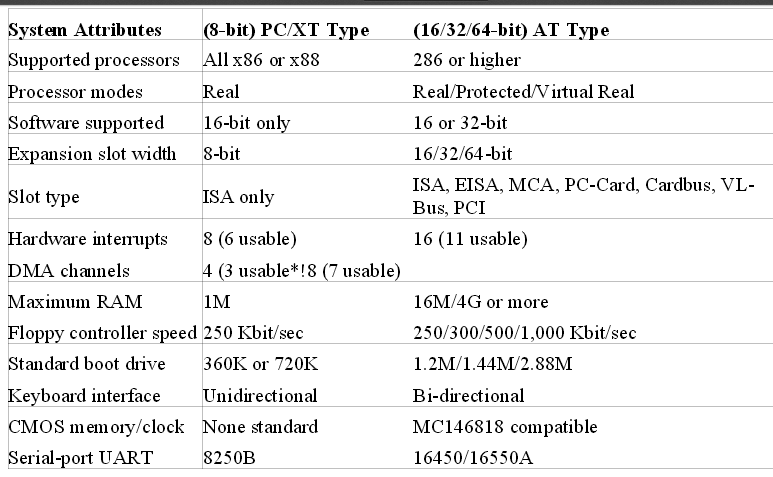 System Attributes (8-bit) PC/XT Type (16/32/64-bit) AT Type
Supported processors All x86 or x88 286 or higher
Processor modes Real Real/Protected/Virtual Real
Software supported 16-bit only 16 or 32-bit
Expansion slot width 8-bit 16/32/64-bit
Slot type ISA only ISA, EISA, MCA, PC-Card, Cardbus, VL-
Bus, PCI
Hardware interrupts 8 (6 usable) 16 (11 usable)
DMA channels 4 (3 usable*!8 (7 usable)
Maximum RAM 1M 16M/4G or more
Floppy controller speed 250 Kbit/sec 250/300/500/1,000 Kbit/sec
Standard boot drive 360K or 720K 1.2M/1.44M/2.88M
Keyboard interface Unidirectional Bi-directional
CMOS memory/clock None standard MC146818 compatible
Serial-port UART 8250B 16450/16550A